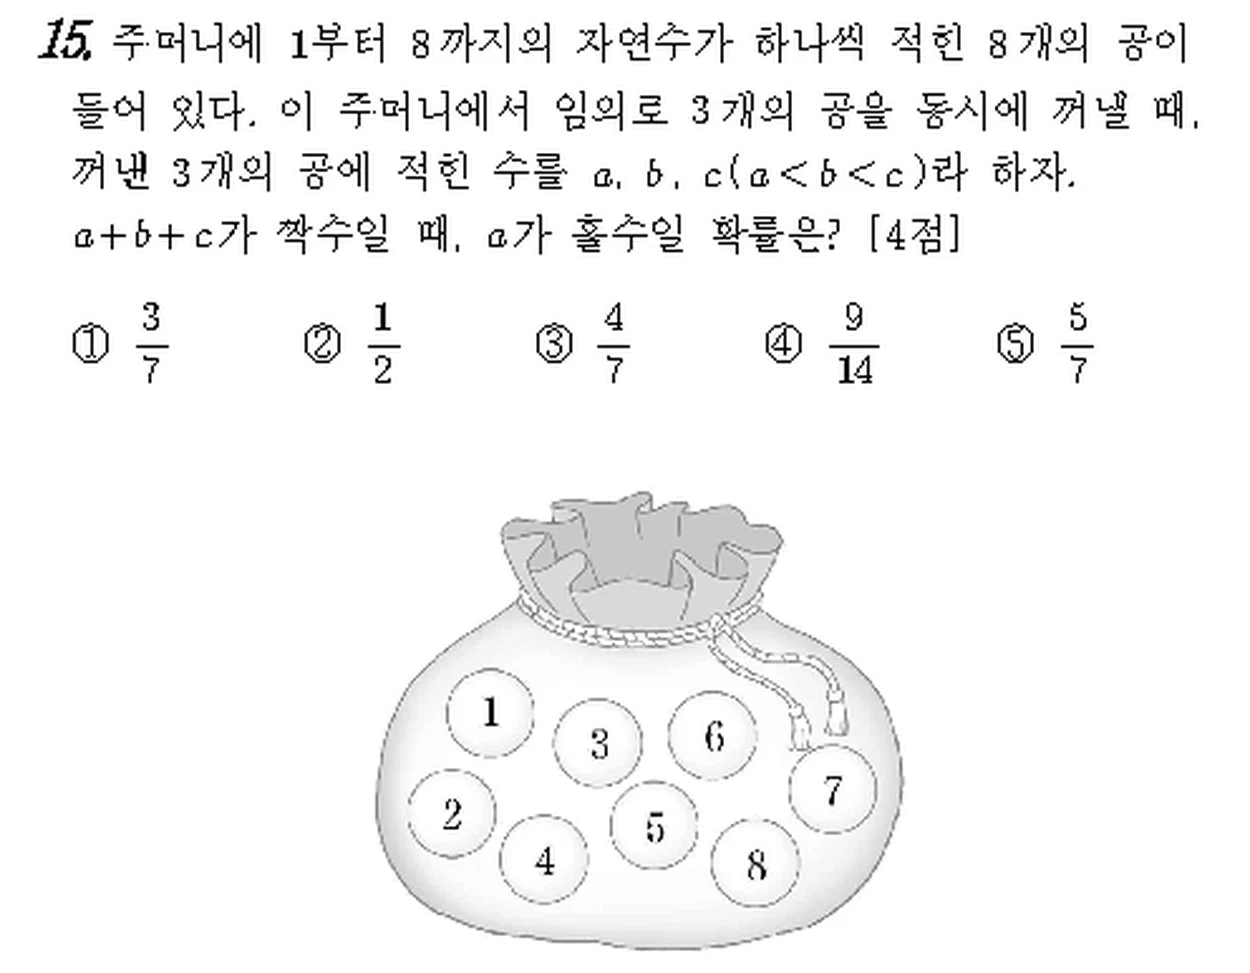 15. 주머니에 1부터 8까지의 자연수가 하나씩 적힌 8개의 공이
들어 있다. 이 주머니에서 임의로 3개의 공을 동시에 꺼낼 때,
꺼낸 3개의 공에 적힌 수를 a, b, c(a<b<c)라 하자.
a+b+c가 짝수일 때, a가 홀수일 확률은? [4점]
① 3/7 ② 1/2 ③ 4/7 ④ 9/14 ⑤ 5/7
1 3 6
7
2 4 5 8